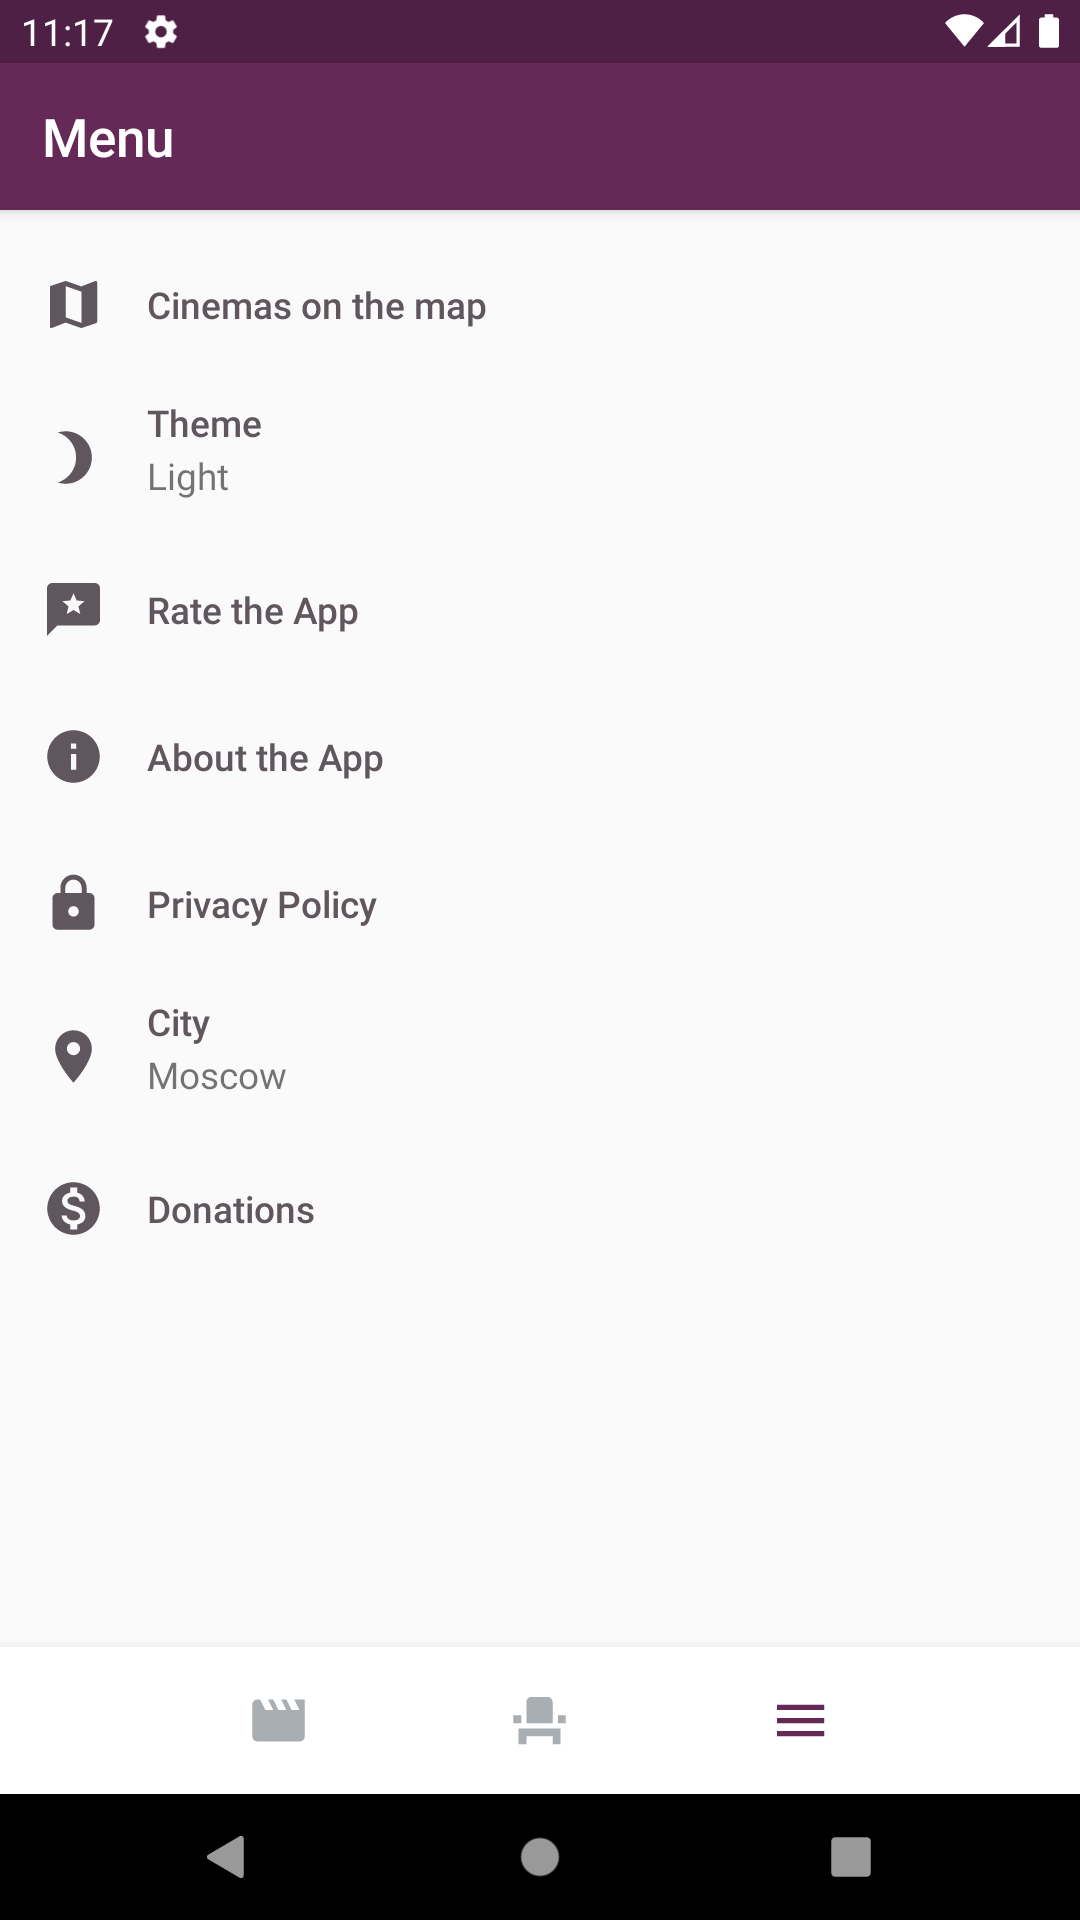 11:17
Menu
Cinemas on the map
Theme
Light
Rate the App
About the App
Privacy Policy
City
Moscow
Donations